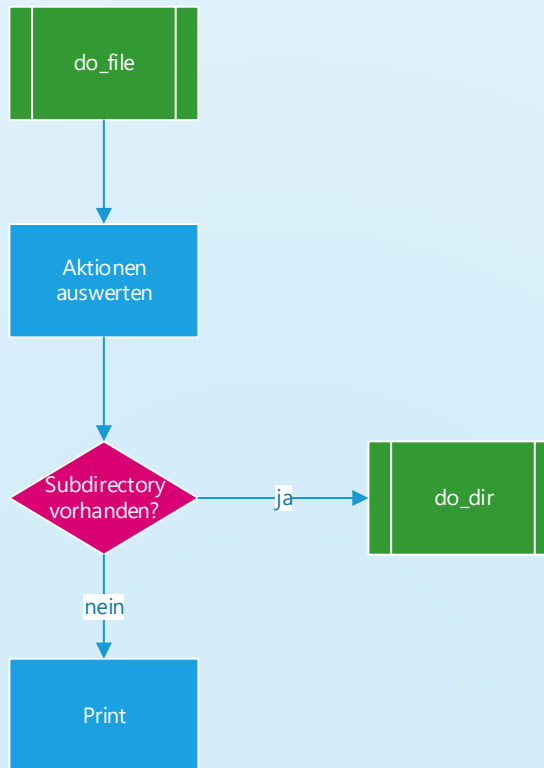 do_file
Aktionen
auswerten
Subdirectory
vorhanden?
ja
do_dir
nein
Print